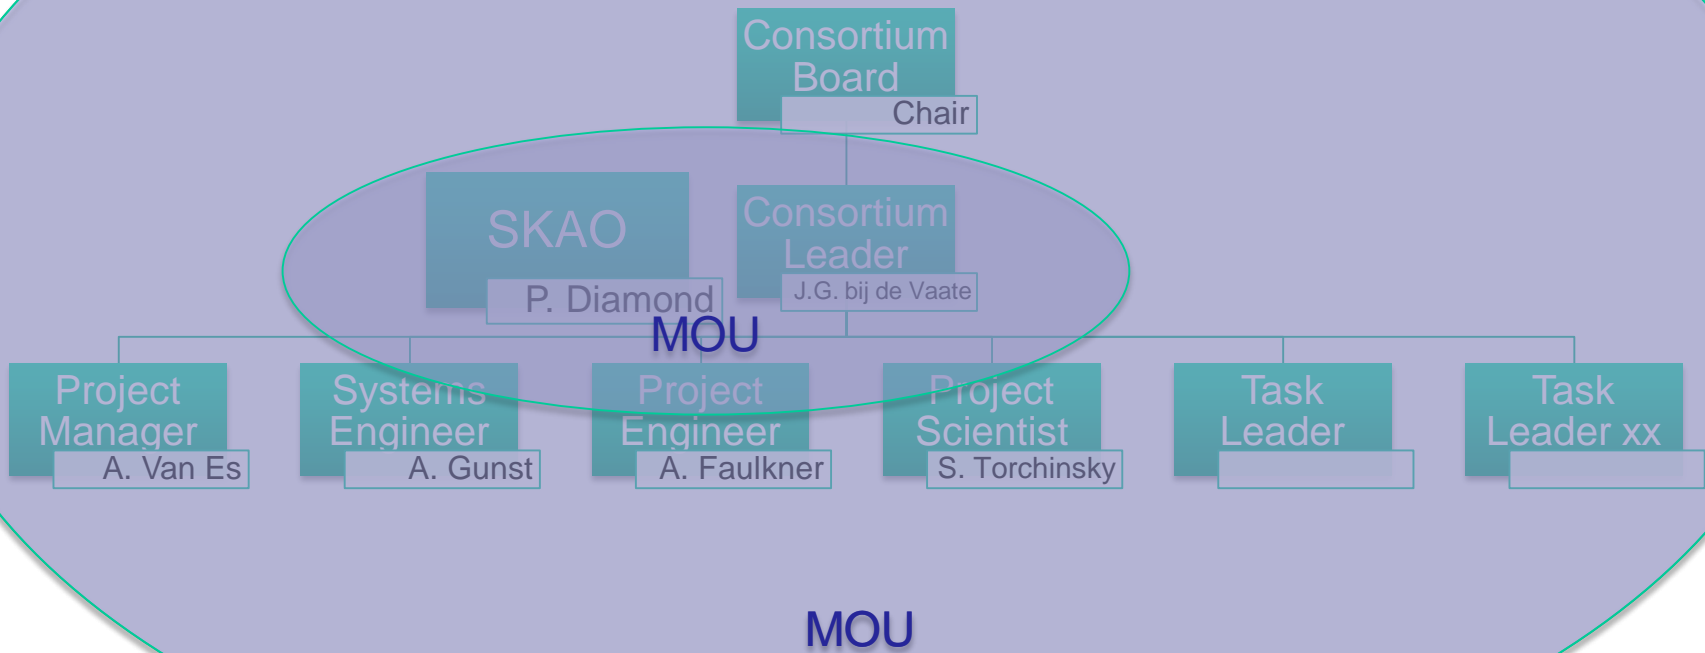 Consortium
Board
Chair
SKAO
P. Diamond
Consortium
Leader
J.G. bij de Vaate
MOU
Project
Manager
A. Van Es
Systems
Engineer
A. Gunst
Project
Engineer
A. Faulkner
Project
Scientist
S. Torchinsky
Task
Leader
Task
Leader xx
MOU